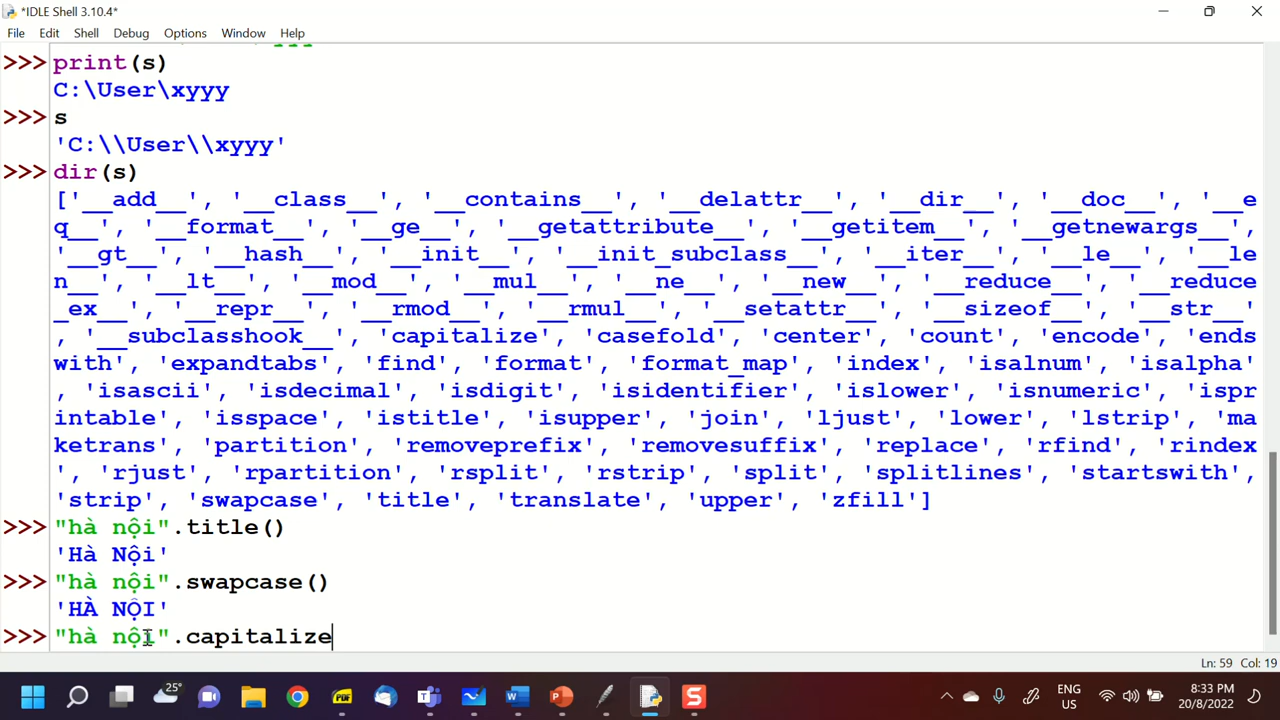 *IDLE Shell 3.10.4*
File Edit Shell Debug Options Window Help
>>> print(s)
C:\User\xyyy
>>> s
'C:\\User\\xyyy'
>>> dir(s)
['__add__', '__class__', '__contains__', '__delattr__', '__dir__', '__doc__', '__e
q__', '__format__', '__ge__', '__getattribute__', '__getitem__', '__getnewargs__',
'__gt__', '__hash__', '__init__', '__init_subclass__', '__iter__', '__le__', '__le
n__', '__lt__', '__mod__', '__mul__', '__ne__', '__new__', '__reduce__', '__reduce
_ex__', '__repr__', '__rmod__', '__rmul__', '__setattr__', '__sizeof__', '__str__'
, '__subclasshook__', 'capitalize', 'casefold', 'center', 'count', 'encode', 'ends
with', 'expandtabs', 'find', 'format', 'format_map', 'index', 'isalnum', 'isalpha'
, 'isascii', 'isdecimal', 'isdigit', 'isidentifier', 'islower', 'isnumeric', 'ispr
intable', 'isspace', 'istitle', 'isupper', 'join', 'ljust', 'lower', 'lstrip', 'ma
ketrans', 'partition', 'removeprefix', 'removesuffix', 'replace', 'rfind', 'rindex
', 'rjust', 'rpartition', 'rsplit', 'rstrip', 'split', 'splitlines', 'startswith',
'strip', 'swapcase', 'title', 'translate', 'upper', 'zfill']
>>> "hà nội".title()
'Hà Nội'
>>> "hà nội".swapcase()
'HÀ NỘI'
>>> "hà nội".capitalize
Ln: 59 Col: 19
25°
PDF
ENG
US
8:33 PM
20/8/2022